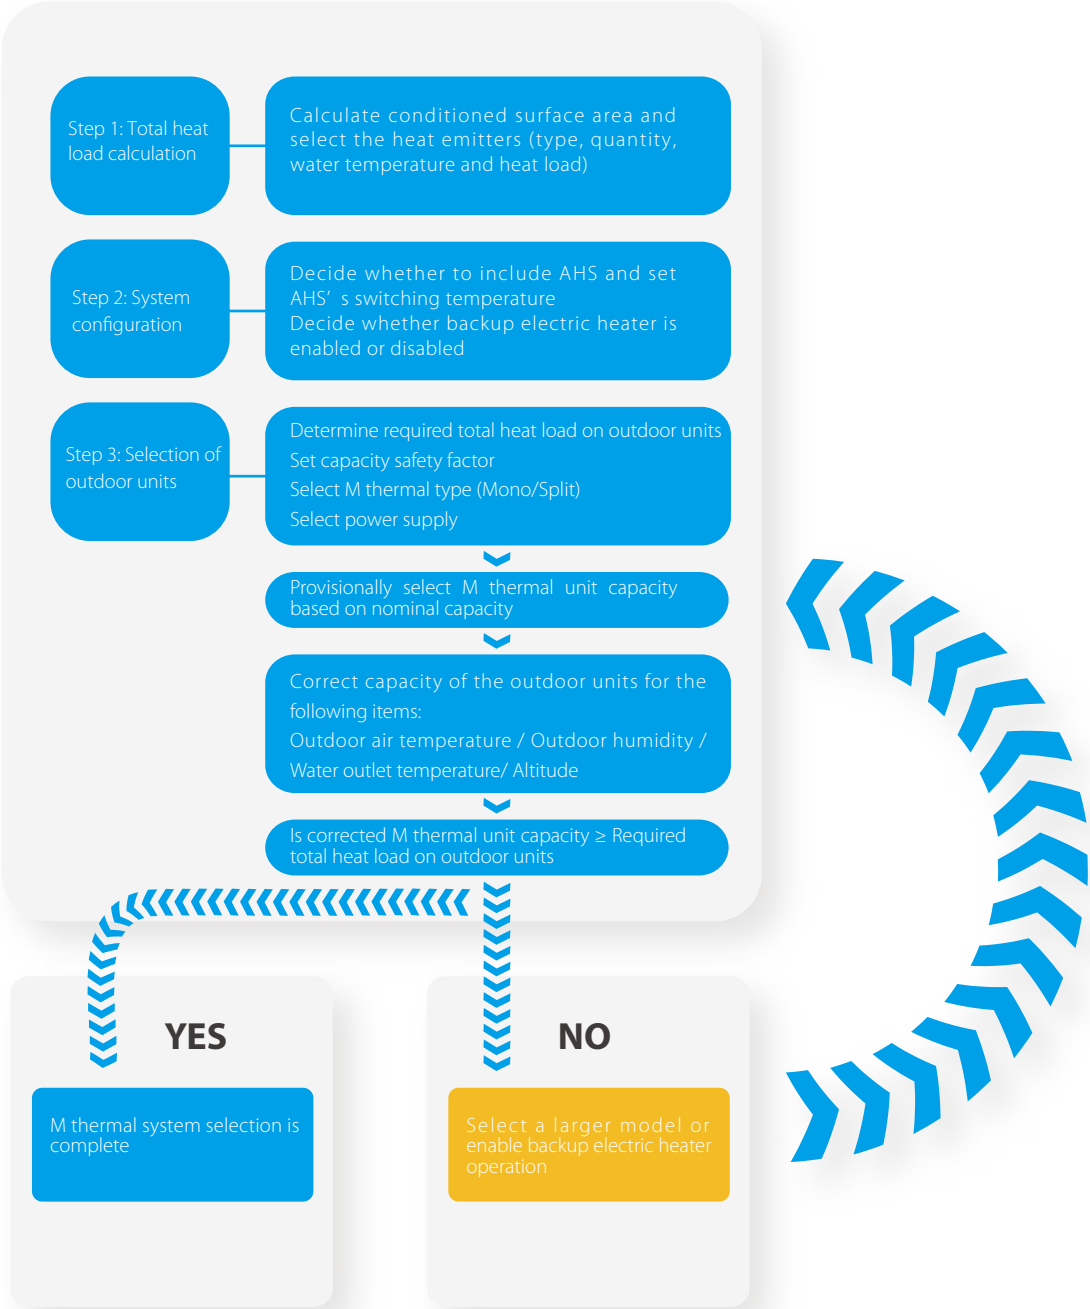 Step 1: Total heat
load calculation
Calculate conditioned surface area and
select the heat emitters (type, quantity,
water temperature and heat load)
Step 2: System
configuration
Decide whether to include AHS and set
AHS’ s switching temperature
Decide whether backup electric heater is
enabled or disabled
Step 3: Selection of
outdoor units
Determine required total heat load on outdoor units
Set capacity safety factor
Select M thermal type (Mono/Split)
Select power supply
Provisionally select M thermal unit capacity
based on nominal capacity
Correct capacity of the outdoor units for the
following items:
Outdoor air temperature / Outdoor humidity /
Water outlet temperature/ Altitude
Is corrected M thermal unit capacity ≥ Required
total heat load on outdoor units
YES
M thermal system selection is
complete
NO
Select a larger model or
enable backup electric heater
operation